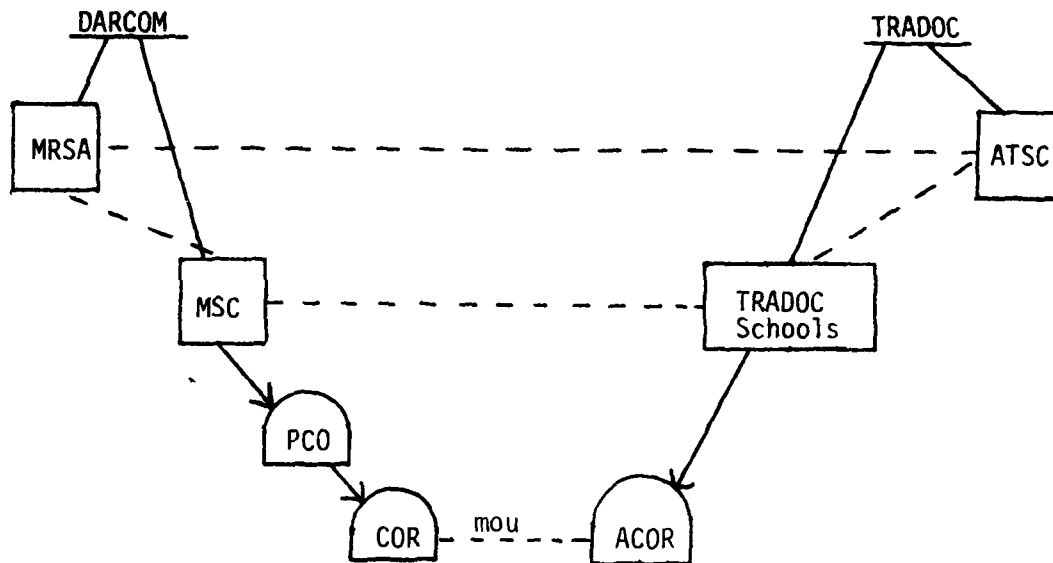 DARCOM
TRADOC
MRSA
ATSC
MSC
TRADOC
Schools
PCO
COR
mou
ACOR